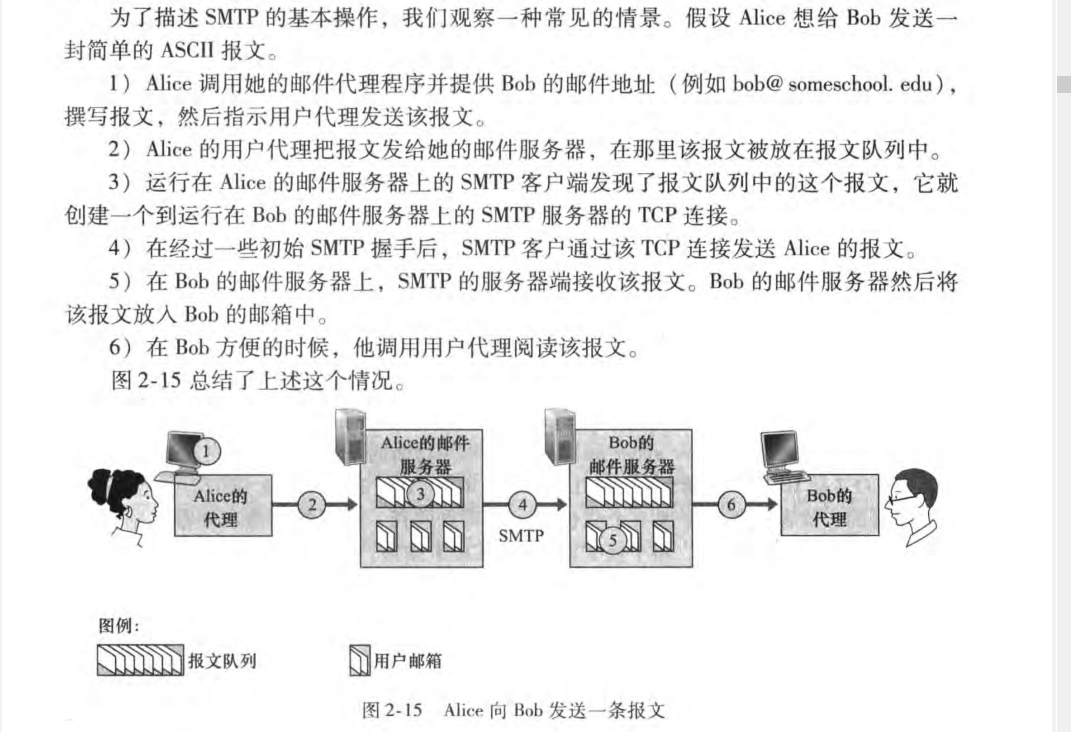 为了描述 SMTP 的基本操作，我们观察一种常见的情景。假设 Alice 想给 Bob 发送一
封简单的 ASCII 报文。
1）Alice 调用她的邮件代理程序并提供 Bob 的邮件地址（例如 bob@ someschool. edu），
撰写报文，然后指示用户代理发送该报文。
2）Alice 的用户代理把报文发给她的邮件服务器，在那里该报文被放在报文队列中。
3）运行在 Alice 的邮件服务器上的 SMTP 客户端发现了报文队列中的这个报文，它就
创建一个到运行在 Bob 的邮件服务器上的 SMTP 服务器的 TCP 连接。
4）在经过一些初始 SMTP 握手后，SMTP 客户通过该 TCP 连接发送 Alice 的报文。
5）在 Bob 的邮件服务器上，SMTP 的服务器端接收该报文。Bob 的邮件服务器然后将
该报文放入 Bob 的邮箱中。
6）在 Bob 方便的时候，他调用用户代理阅读该报文。
图 2-15 总结了上述这个情况。
1
Alice的
代理
2
Alice的邮件
服务器
3
4
SMTP
Bob的
邮件服务器
5
6
Bob的
代理
图例：
报文队列
用户邮箱
图 2-15 Alice 向 Bob 发送一条报文